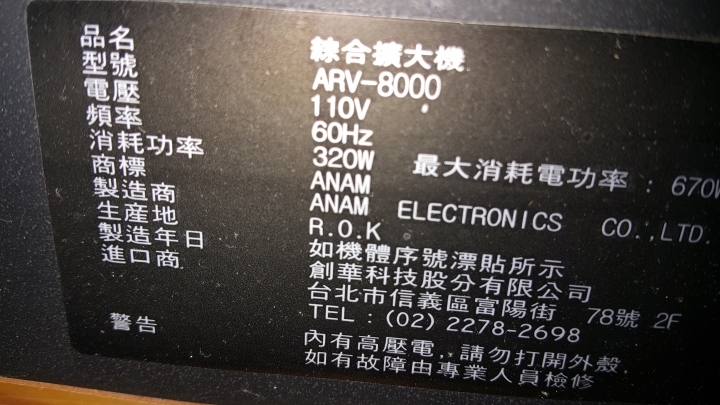 品名 綜合擴大機
型號 ARV-8000
電壓 110V
頻率 60Hz
消耗功率 320W 最大消耗電功率 : 670W
商標 ANAM
製造商 ANAM ELECTRONICS CO.,LTD.
生産地 R.O.K
製造年日 如機體序號漂貼所示
進口商 創華科技股分有限公司
台北市信義區富陽街 78號 2F
TEL : (02) 2278-2698
警告 內有高壓電,請勿打開外殼.
如有故障由專業人員檢修